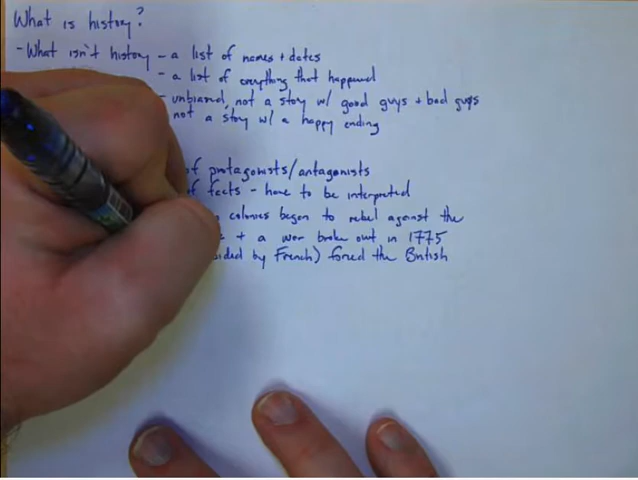 What is history?
- What isn't history - a list of names + dates
- a list of everything that happened
- unbiased, not a story w/ good guys + bad guys
not a story w/ a happy ending
of protagonists/antagonists
of facts - have to be interpreted
colonies began to rebel against the
+ a war broke out in 1775
aided by French) forced the British